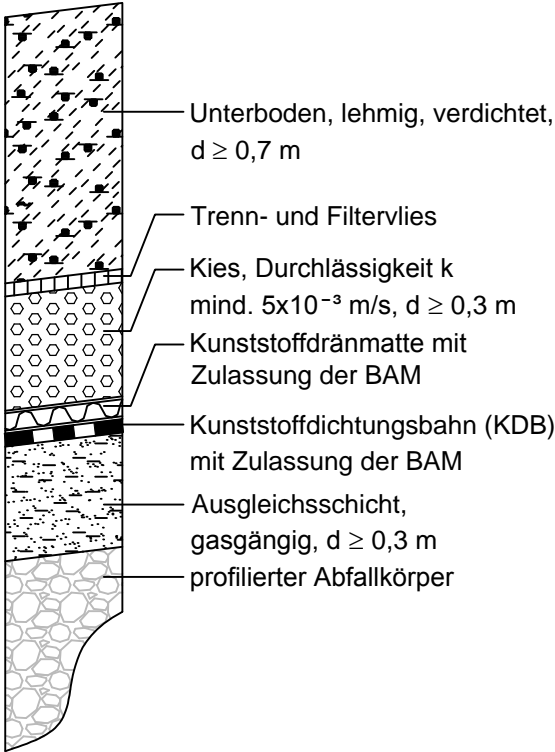 Unterboden, lehmig, verdichtet,
d ≥ 0,7 m
Trenn- und Filtervlies
Kies, Durchlässigkeit k
mind. 5x10⁻³ m/s, d ≥ 0,3 m
Kunststoffdränmatte mit
Zulassung der BAM
Kunststoffdichtungsbahn (KDB)
mit Zulassung der BAM
Ausgleichsschicht,
gasgängig, d ≥ 0,3 m
profilierter Abfallkörper